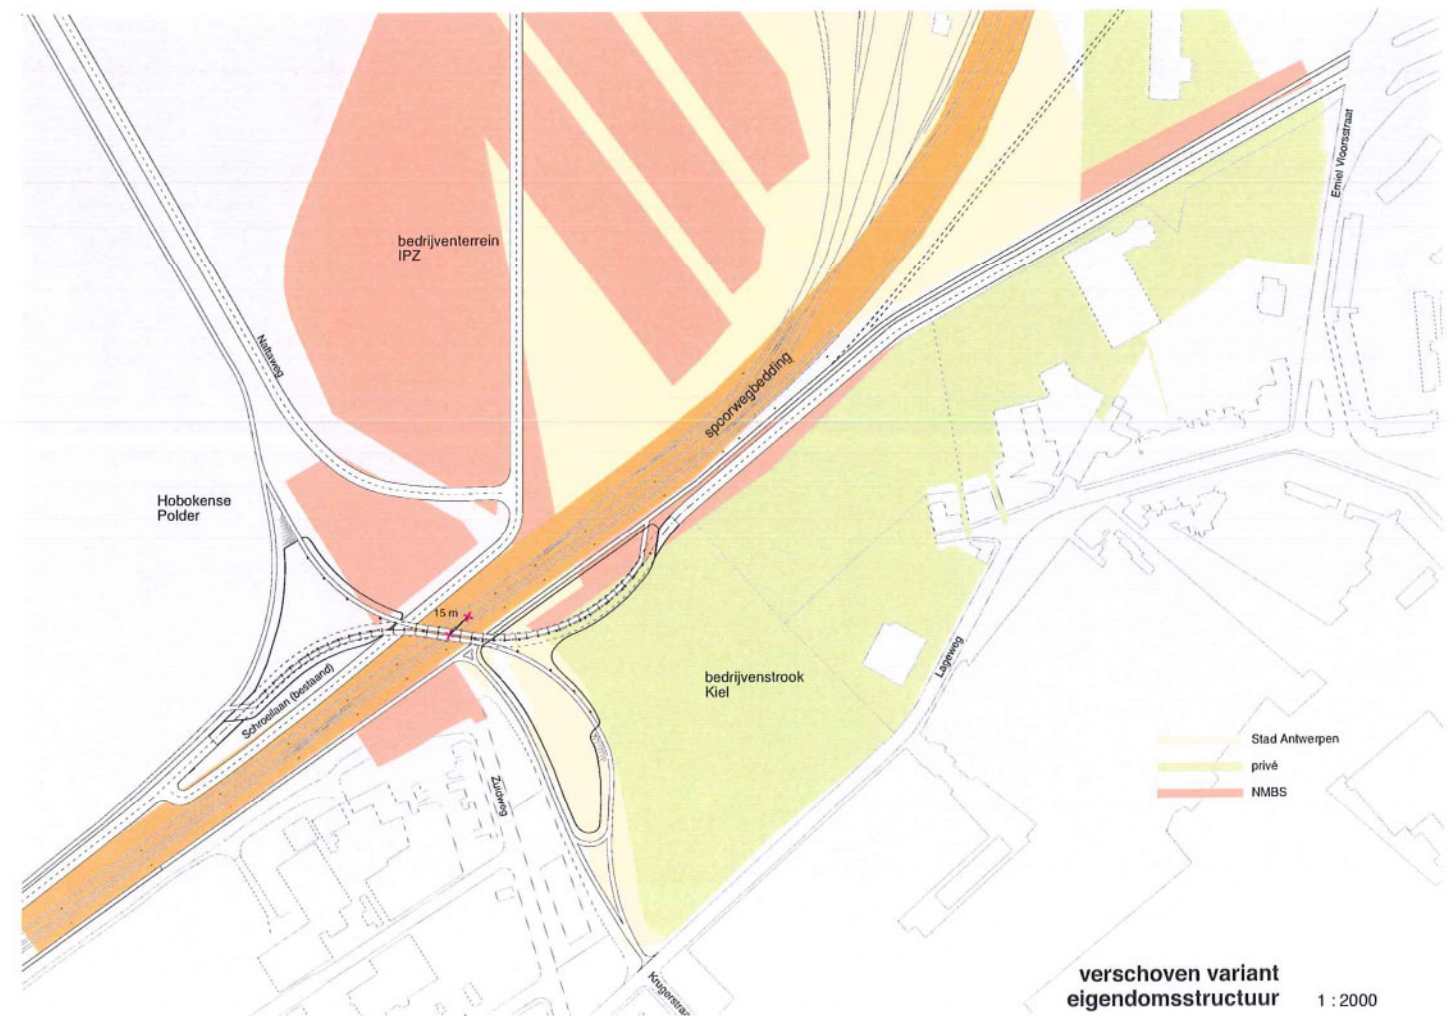 Emiel Vloorsstraat
bedrijventerrein
IPZ
Naftaweg
spoorwegbedding
Hobokense
Polder
15 m
Schroeilaan (bestaand)
bedrijvenstrook
Kiel
Lageweg
Zuidweg
Stad Antwerpen
privé
NMBS
Krugerstraat
verschoven variant
eigendomsstructuur
1 : 2000